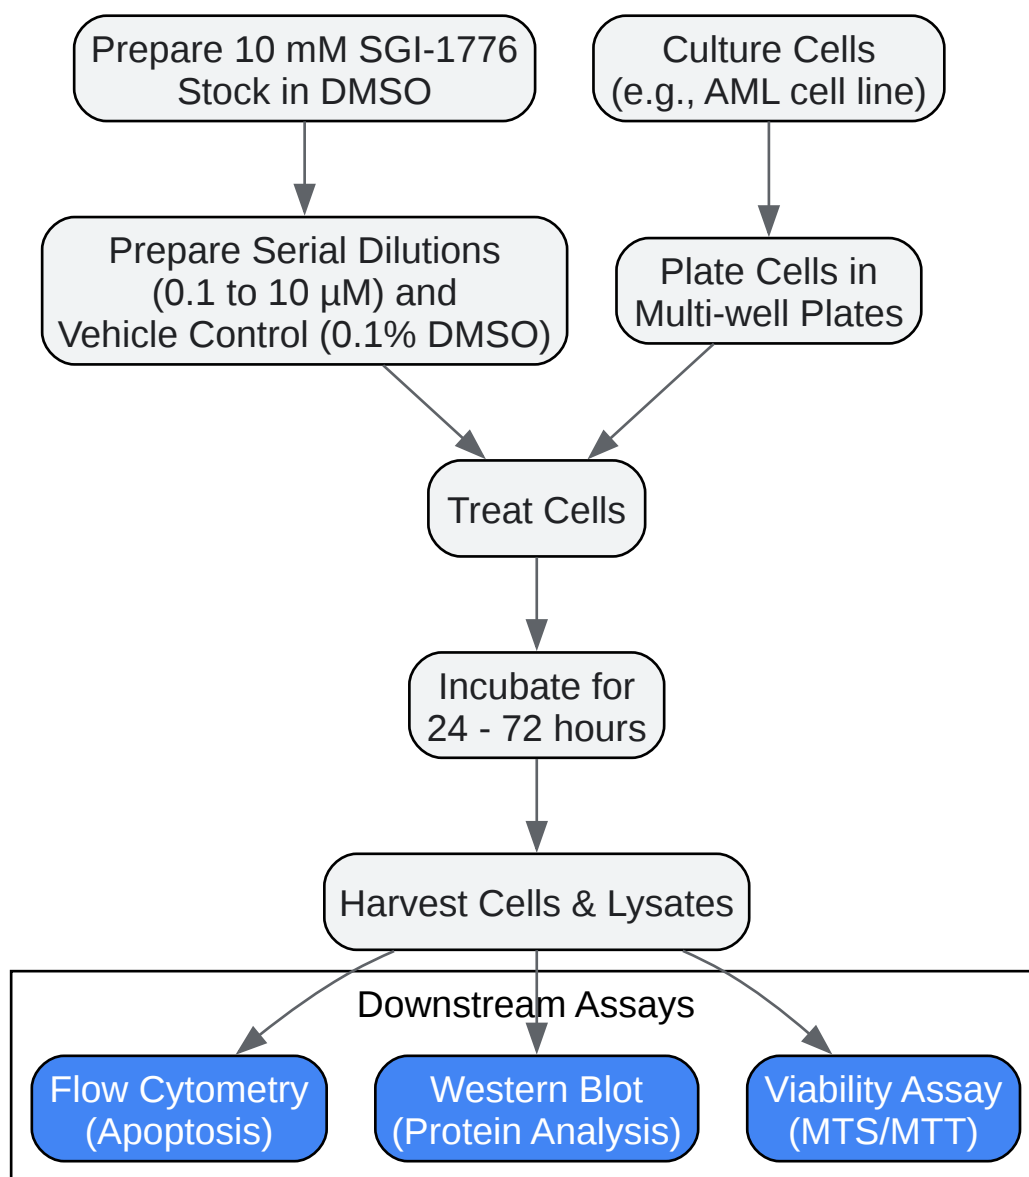 Prepare 10 mM SGI-1776
Stock in DMSO
Culture Cells
(e.g., AML cell line)
Prepare Serial Dilutions
(0.1 to 10 µM) and
Vehicle Control (0.1% DMSO)
Plate Cells in
Multi-well Plates
Treat Cells
Incubate for
24 - 72 hours
Harvest Cells & Lysates
Downstream Assays
Flow Cytometry
(Apoptosis)
Western Blot
(Protein Analysis)
Viability Assay
(MTS/MTT)